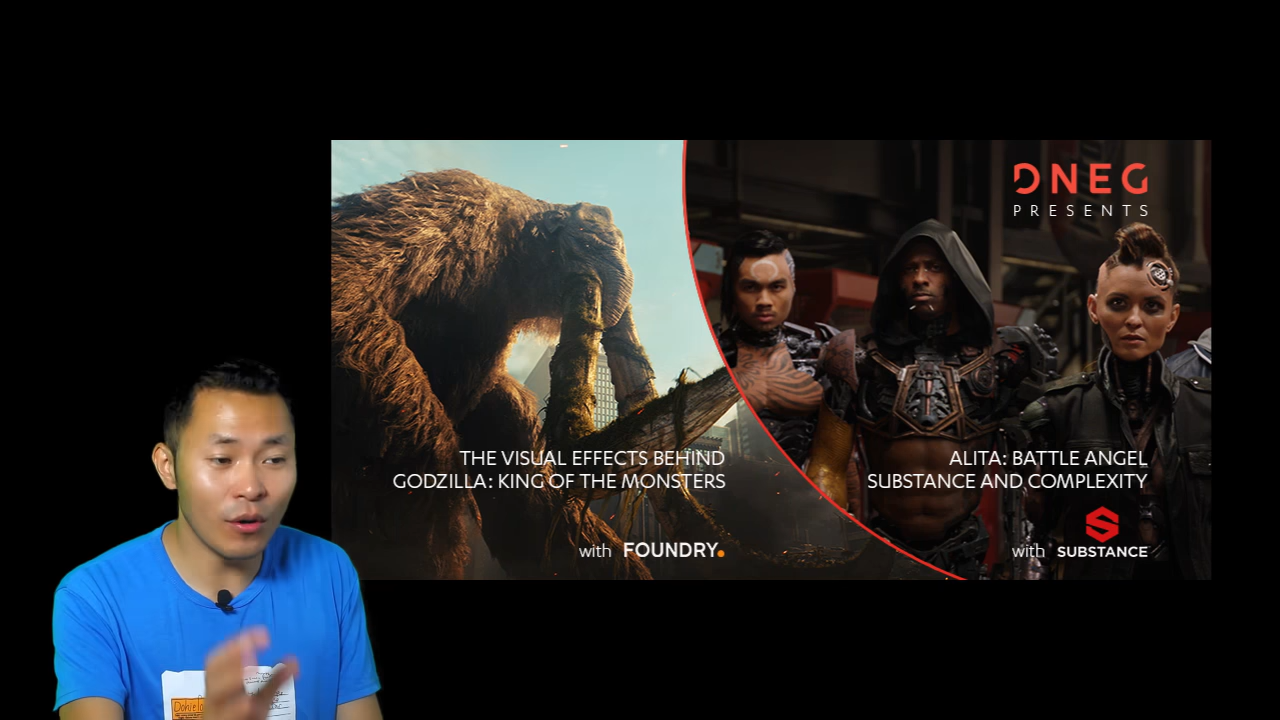 DNEG
PRESENTS
THE VISUAL EFFECTS BEHIND
GODZILLA: KING OF THE MONSTERS
with FOUNDRY.
ALITA: BATTLE ANGEL
SUBSTANCE AND COMPLEXITY
with SUBSTANCE